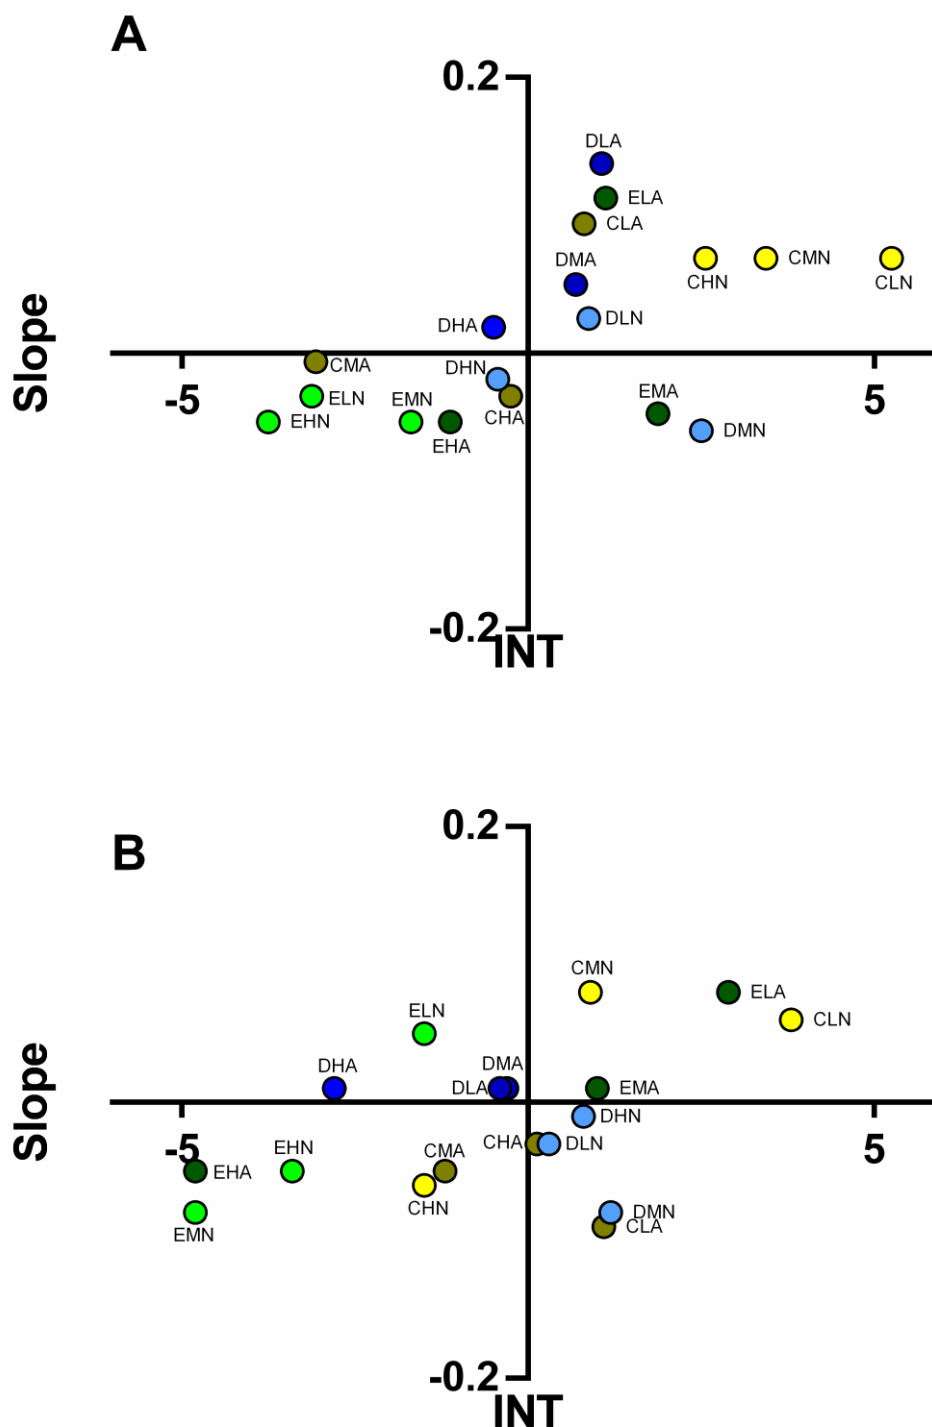 A
0.2
DLA
ELA
CLA
DMA
CHN
CMN
CLN
DLN
DHA
Slope
CMA
DHN
-5
ELN
EMN
EMA
5
EHN
CHA
DMN
EHA
-0.2
INT
0.2
B
CMN
ELA
ELN
CLN
DHA
DMA
DLA
EMA
Slope
DHN
-5
EHN
CMA
CHA
DLN
5
EHA
CHN
DMN
CLA
EMN
-0.2
INT